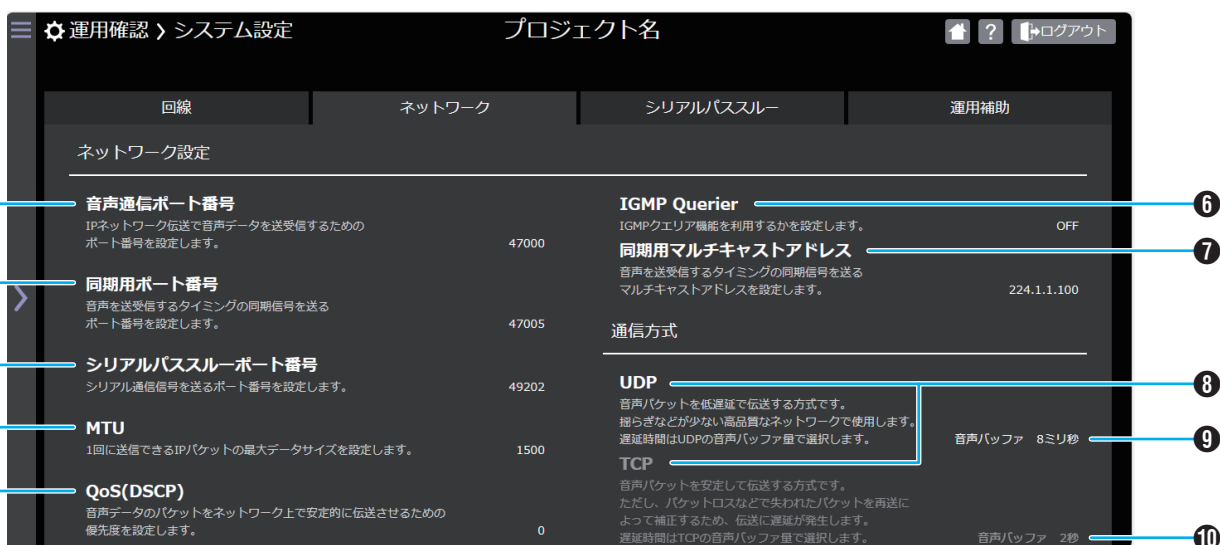 運用確認 > システム設定
プロジェクト名
?
ログアウト
回線
ネットワーク
シリアルパススルー
運用補助
ネットワーク設定
音声通信ポート番号
IPネットワーク伝送で音声データを送受信するための
ポート番号を設定します。 47000
同期用ポート番号
音声を送受信するタイミングの同期信号を送る
ポート番号を設定します。 47005
シリアルパススルーポート番号
シリアル通信信号を送るポート番号を設定します。 49202
MTU
1回に送信できるIPパケットの最大データサイズを設定します。 1500
QoS(DSCP)
音声データのパケットをネットワーク上で安定的に伝送させるための
優先度を設定します。 0
IGMP Querier
❻
IGMPクエリア機能を利用するかを設定します。 OFF
同期用マルチキャストアドレス
❼
音声を送受信するタイミングの同期信号を送る
マルチキャストアドレスを設定します。 224.1.1.100
通信方式
UDP
❽
音声パケットを低遅延で伝送する方式です。
揺らぎなどが少ない高品質なネットワークで使用します。
遅延時間はUDPの音声バッファ量で選択します。 音声バッファ 8ミリ秒
❾
TCP
音声パケットを安定して伝送する方式です。
ただし、パケットロスなどで失われたパケットを再送に
よって補正するため、伝送に遅延が発生します。
遅延時間はTCPの音声バッファ量で選択します。 音声バッファ 2秒
❿